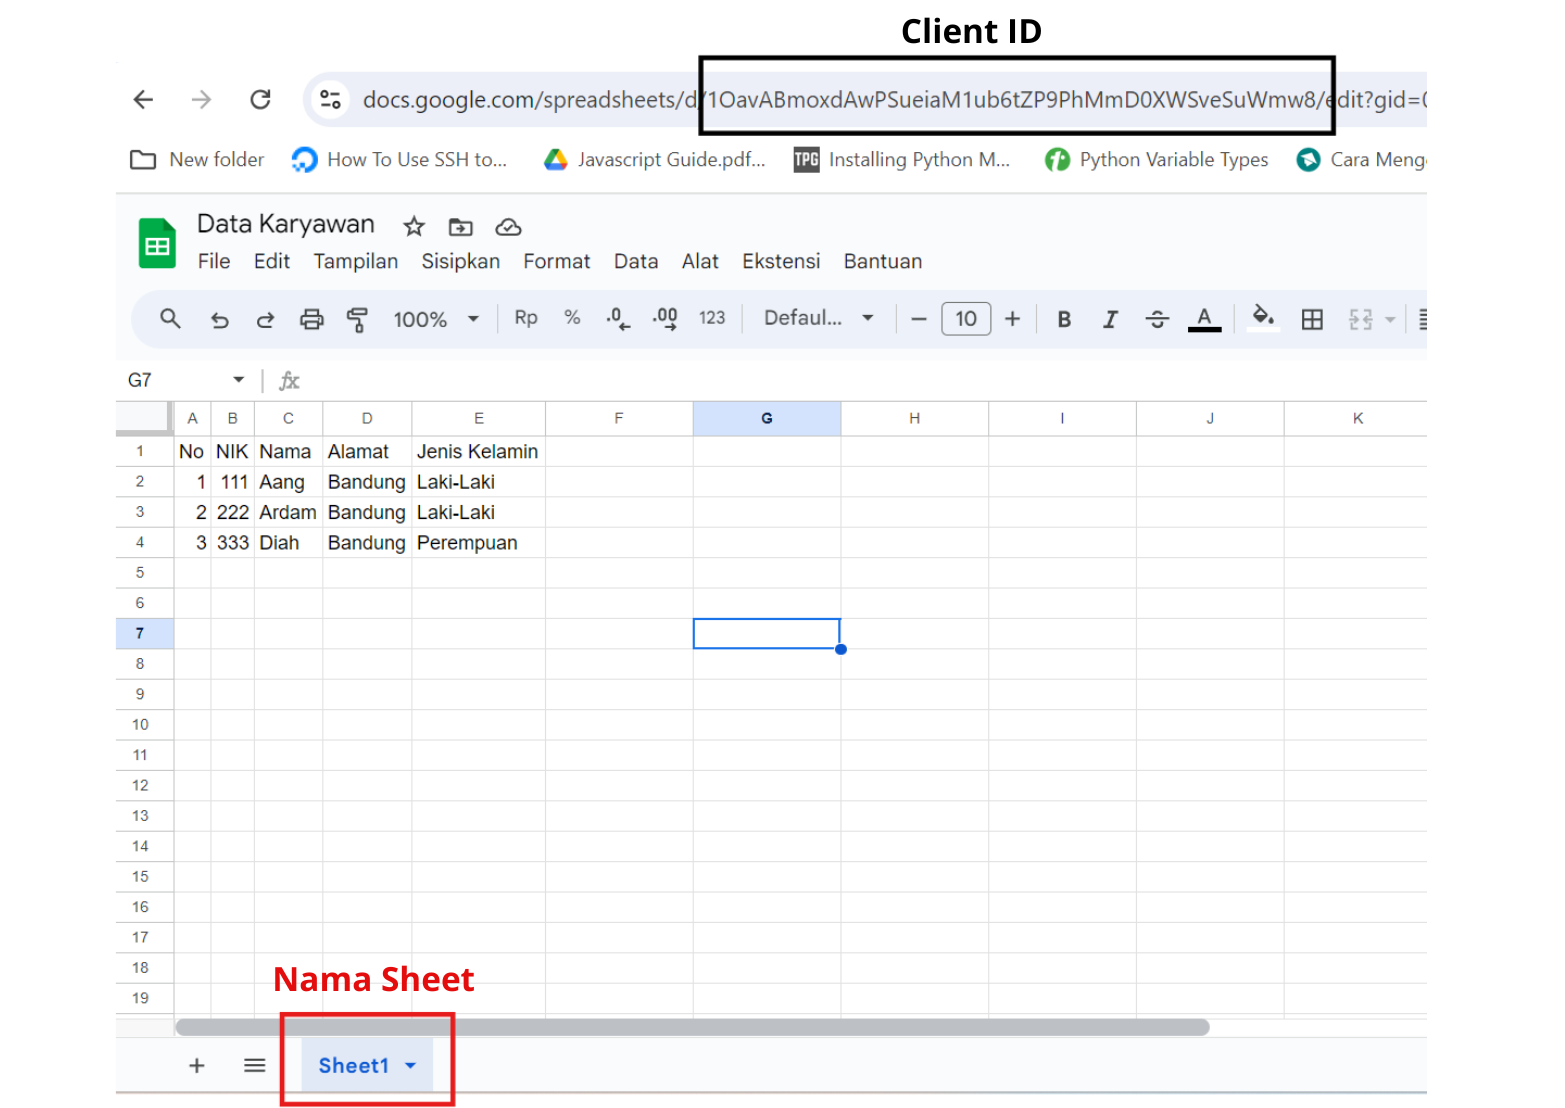 Client ID
docs.google.com/spreadsheets/d/1OavABmoxdAwPSueiaM1ub6tZP9PhMmD0XWSveSuWmw8/edit?gid=0
New folder How To Use SSH to... Javascript Guide.pdf... TPG Installing Python M... Python Variable Types Cara Meng
Data Karyawan
File Edit Tampilan Sisipkan Format Data Alat Ekstensi Bantuan
100% Rp % .0 .00 123 Defaul... 10 B I A
G7 fx
A B C D E F G H I J K
1 No NIK Nama Alamat Jenis Kelamin
2 1 111 Aang Bandung Laki-Laki
3 2 222 Ardam Bandung Laki-Laki
4 3 333 Diah Bandung Perempuan
5
6
7
8
9
10
11
12
13
14
15
16
17
18
Nama Sheet
19
Sheet1